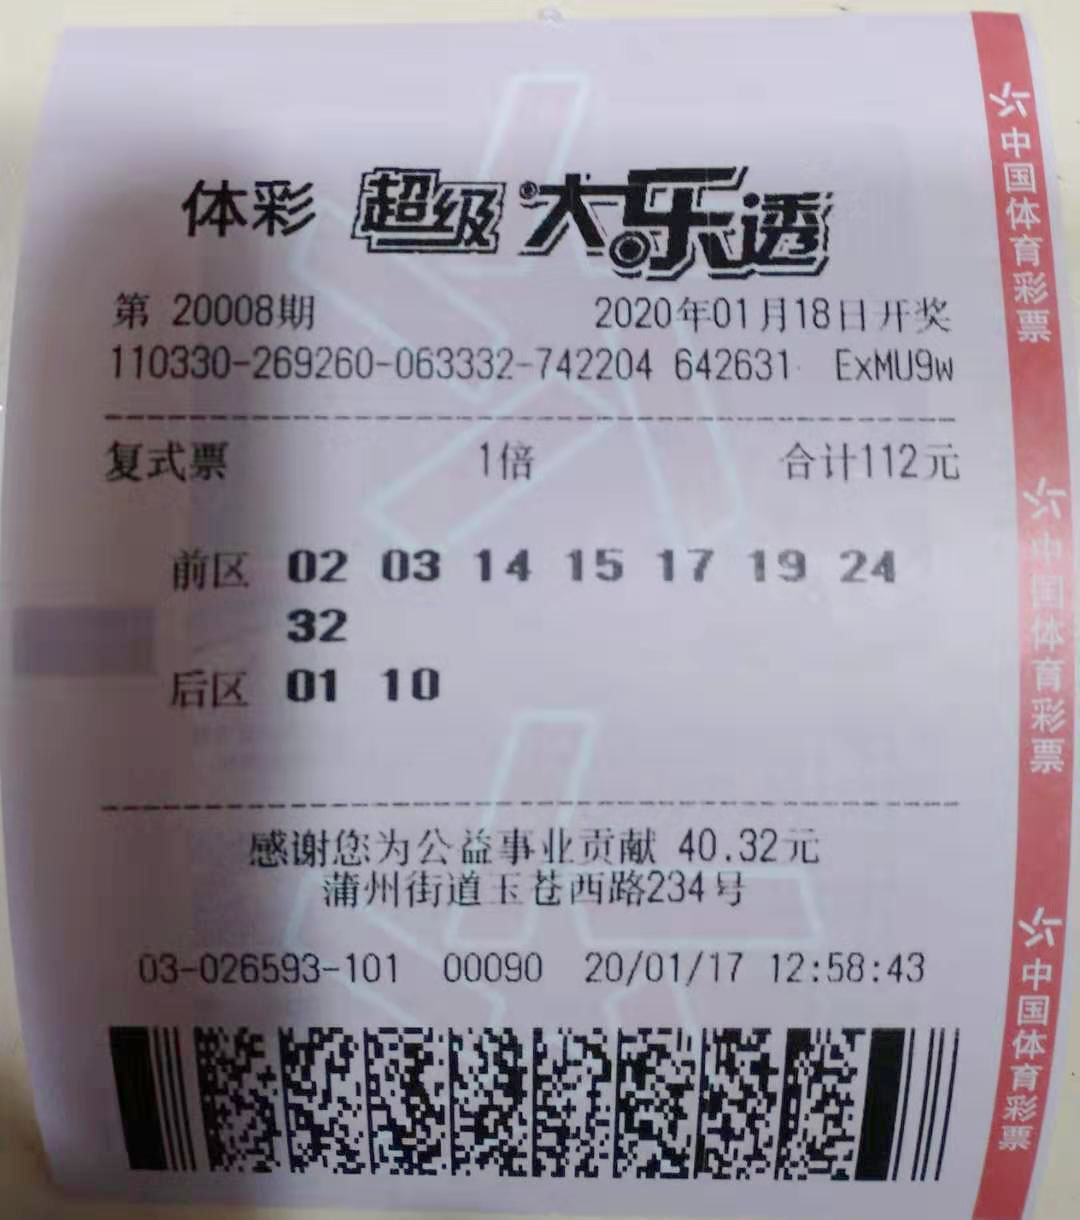 体彩 超级大乐透
第 20008期 2020年01月18日开奖
110330-269260-063332-742204 642631 ExMU9w
复式票 1倍 合计112元
前区 02 03 14 15 17 19 24
32
后区 01 10
感谢您为公益事业贡献 40.32元
蒲州街道玉苍西路234号
03-026593-101 00090 20/01/17 12:58:43
中国体育彩票
中国体育彩票
中国体育彩票